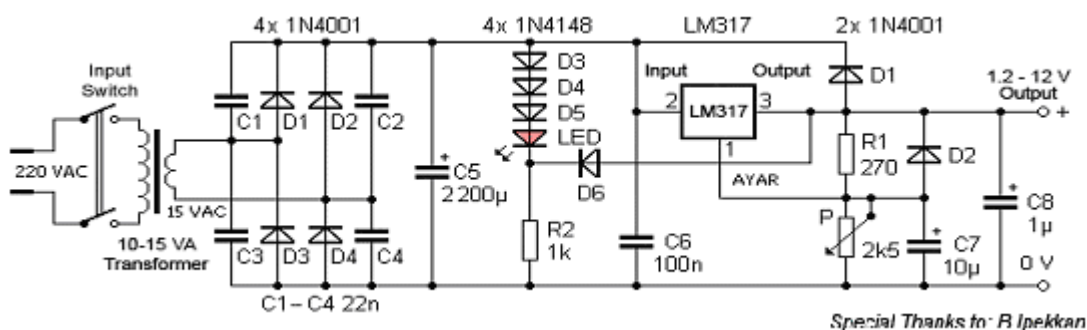 4x 1N4001
4x 1N4148
LM317
2x 1N4001
Input
Switch
220 VAC
15 VAC
10-15 VA
Transformer
C1
D1
D2
C2
C3
D3
D4
C4
C1 – C4 22n
+
C5
2200µ
D3
D4
D5
LED
D6
R2
1k
C6
100n
Input
Output
2
LM317
3
1
AYAR
D1
R1
270
D2
P
2k5
+
C7
10µ
+
C8
1µ
1.2 - 12 V
Output
+
0 V
Special Thanks to: B.Ipekkan